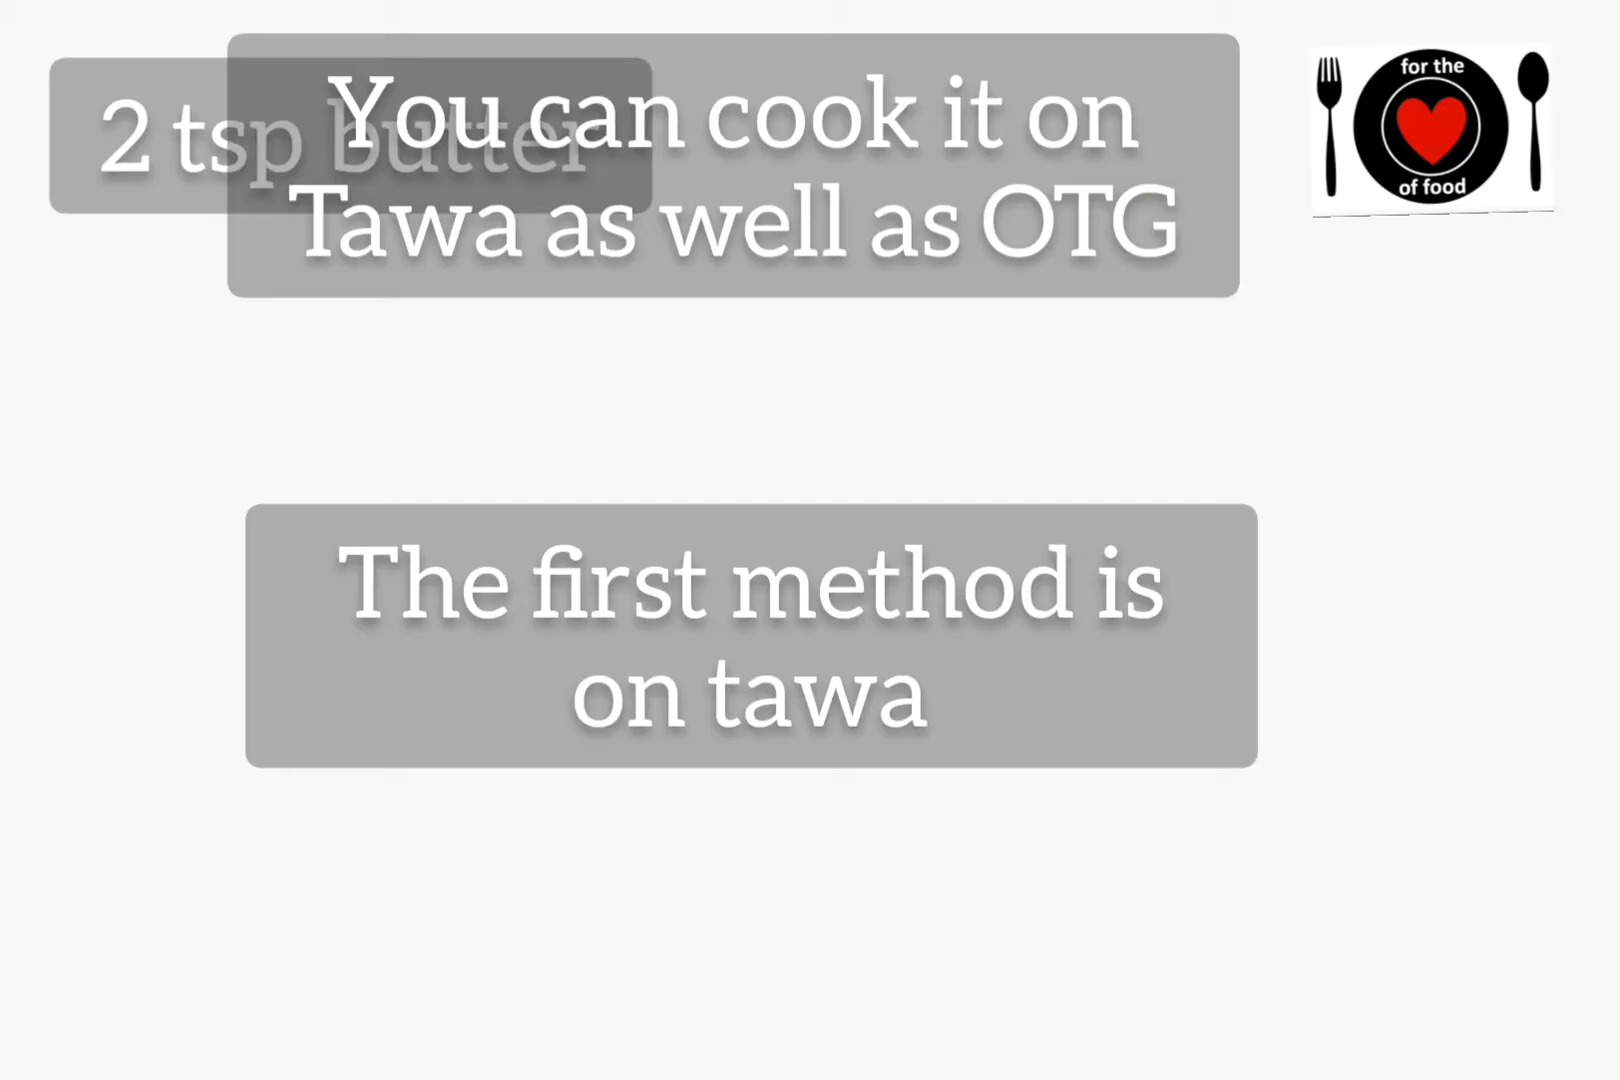 2 tsp butter
You can cook it on
Tawa as well as OTG
for the
of food
The first method is
on tawa